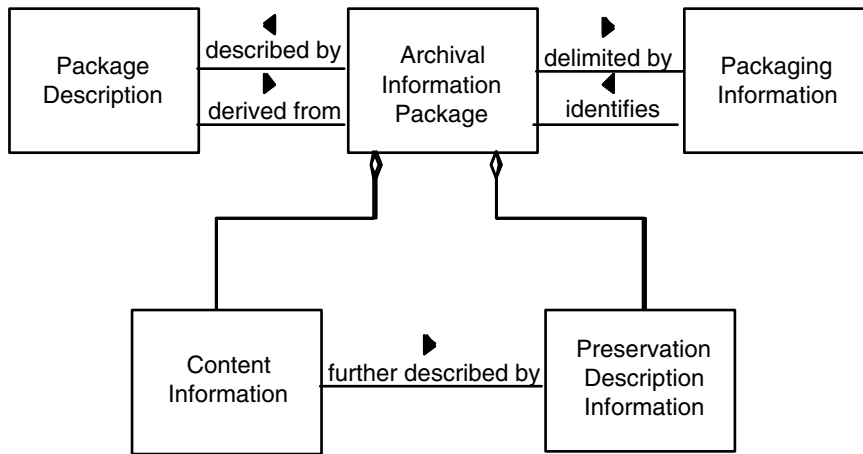 Package
Description
described by
derived from
Archival
Information
Package
delimited by
identifies
Packaging
Information
Content
Information
further described by
Preservation
Description
Information